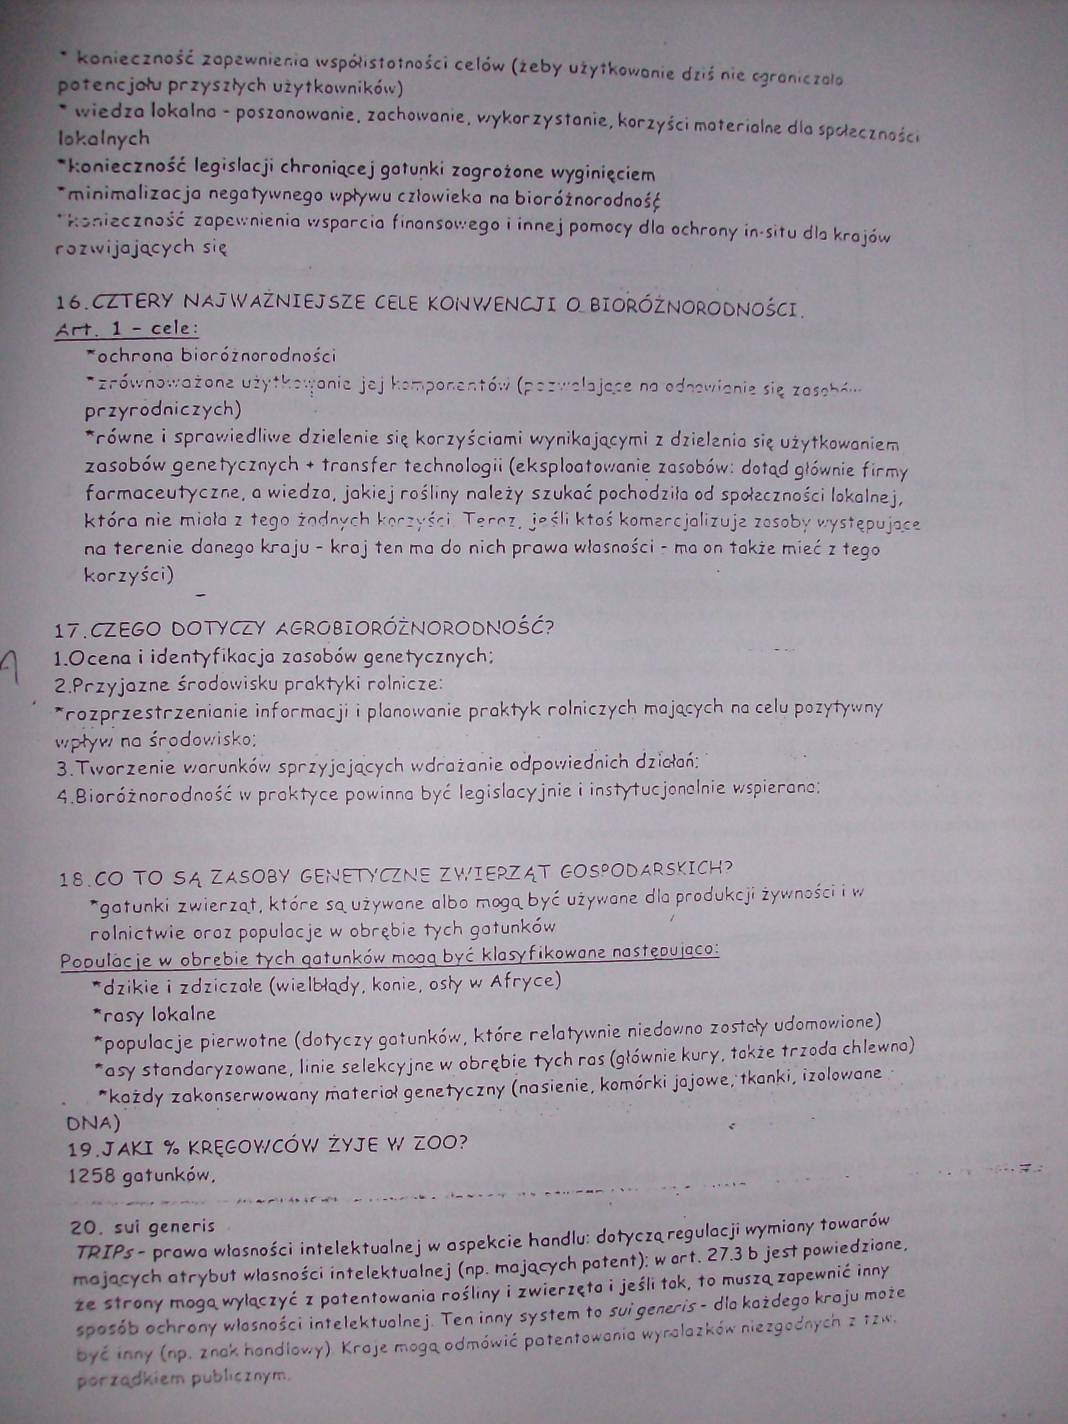 * konieczność zapewnienia współistotności celów (żeby użytkowanie dziś nie ograniczało
potencjału przyszłych użytkowników)
* wiedza lokalna - poszanowanie, zachowanie, wykorzystanie, korzyści materialne dla społeczności
lokalnych
*konieczność legislacji chroniącej gatunki zagrożone wyginięciem
*minimalizacja negatywnego wpływu człowieka na bioróżnorodność
*konieczność zapewnienia wsparcia finansowego i innej pomocy dla ochrony in-situ dla krajów
rozwijających się
16.CZTERY NAJWAŻNIEJSZE CELE KONWENCJI O BIORÓŻNORODNOŚCI.
Art. 1 - cele:
*ochrona bioróżnorodności
*zrównoważone użytkowanie jej komponentów (pozwalające na odnowienie się zasobów
przyrodniczych)
*równe i sprawiedliwe dzielenie się korzyściami wynikającymi z dzielenia się użytkowaniem
zasobów genetycznych + transfer technologii (eksploatowanie zasobów: dotąd głównie firmy
farmaceutyczne, a wiedza, jakiej rośliny należy szukać pochodziła od społeczności lokalnej,
która nie miała z tego żadnych korzyści. Teraz, jeśli ktoś komercjalizuje zasoby występujące
na terenie danego kraju - kraj ten ma do nich prawa własności - ma on także mieć z tego
korzyści)
17.CZEGO DOTYCZY AGROBIORÓŻNORODNOŚĆ?
1.Ocena i identyfikacja zasobów genetycznych;
2.Przyjazne środowisku praktyki rolnicze:
*rozprzestrzenianie informacji i planowanie praktyk rolniczych mających na celu pozytywny
wpływ na środowisko;
3.Tworzenie warunków sprzyjających wdrażanie odpowiednich działań;
4.Bioróżnorodność w praktyce powinna być legislacyjnie i instytucjonalnie wspierana;
18.CO TO SĄ ZASOBY GENETYCZNE ZWIERZĄT GOSPODARSKICH?
*gatunki zwierząt, które są używane albo mogą być używane dla produkcji żywności i w
rolnictwie oraz populacje w obrębie tych gatunków
Populacje w obrębie tych gatunków mogą być klasyfikowane następująco:
*dzikie i zdziczałe (wielbłądy, konie, osły w Afryce)
*rasy lokalne
*populacje pierwotne (dotyczy gatunków, które relatywnie niedawno zostały udomowione)
*asy standaryzowane, linie selekcyjne w obrębie tych ras (głównie kury, także trzoda chlewna)
*każdy zakonserwowany materiał genetyczny (nasienie, komórki jajowe, tkanki, izolowane
DNA)
19.JAKI % KRĘGOWCÓW ŻYJE W ZOO?
1258 gatunków,
20. sui generis
TRIPs - prawa własności intelektualnej w aspekcie handlu: dotyczą regulacji wymiany towarów
mających atrybut własności intelektualnej (np. mających patent); w art. 27.3 b jest powiedziane,
że strony mogą wyłączyć z patentowania rośliny i zwierzęta i jeśli tak, to muszą zapewnić inny
sposób ochrony własności intelektualnej. Ten inny system to sui generis - dla każdego kraju może
być inny (np. znak handlowy). Kraje mogą odmówić patentowania wynalazków niezgodnych z tzw.
porządkiem publicznym.